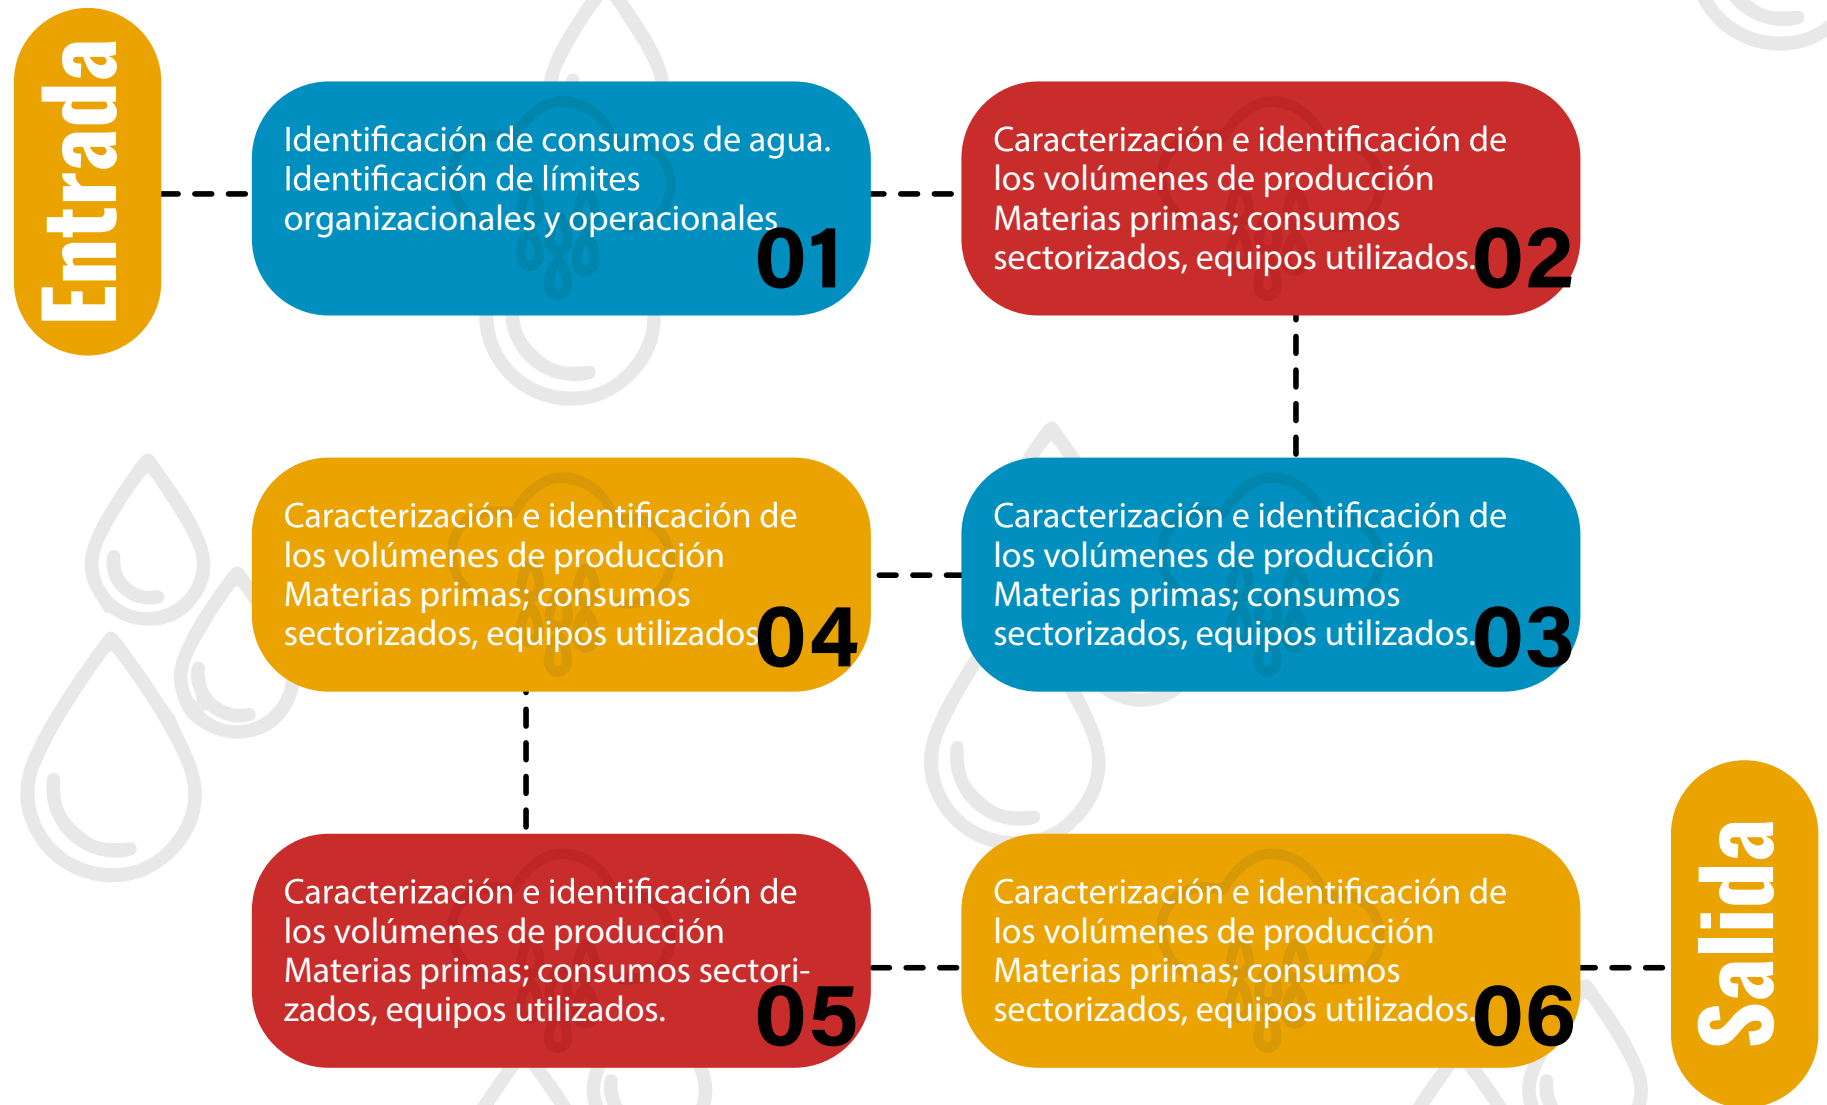 Entrada
Identificación de consumos de agua.
Identificación de límites
organizacionales y operacionales
01
Caracterización e identificación de
los volúmenes de producción
Materias primas; consumos
sectorizados, equipos utilizados.
02
Caracterización e identificación de
los volúmenes de producción
Materias primas; consumos
sectorizados, equipos utilizados.
03
Caracterización e identificación de
los volúmenes de producción
Materias primas; consumos
sectorizados, equipos utilizados
04
Caracterización e identificación de
los volúmenes de producción
Materias primas; consumos sectori-
zados, equipos utilizados.
05
Caracterización e identificación de
los volúmenes de producción
Materias primas; consumos
sectorizados, equipos utilizados.
06
Salida